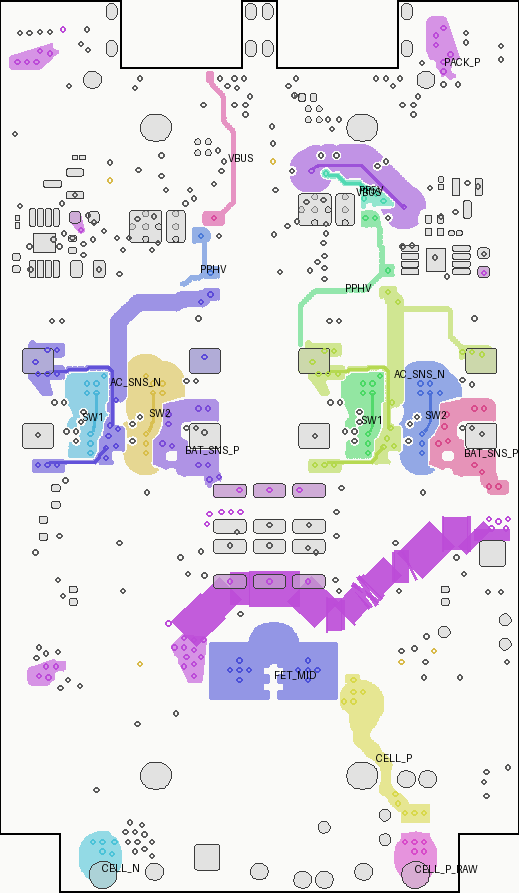 PACK_P
VBUS
VBUS
PPHV
PPHV
AC_SNS_N
AC_SNS_N
SW1
SW2
SW1
SW2
BAT_SNS_P
BAT_SNS_P
FET_MID
CELL_P
CELL_N
CELL_P_RAW